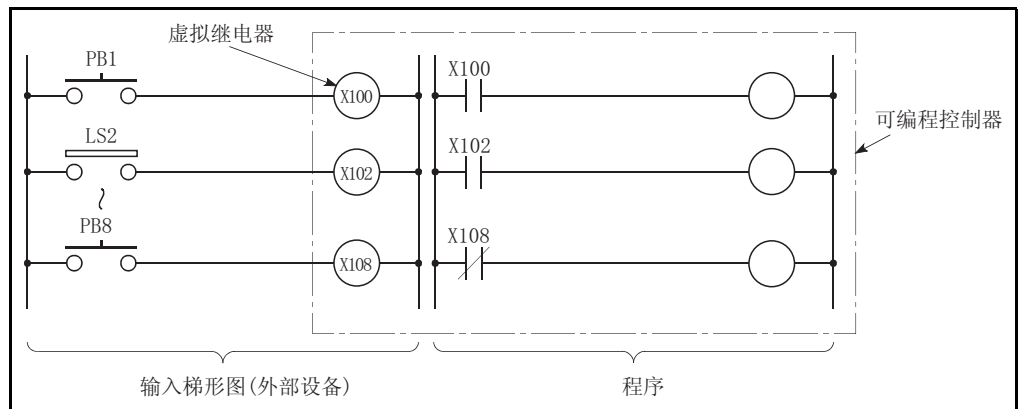 虚拟继电器
PB1
X100
X100
LS2
X102
X102
可编程控制器
PB8
X108
X108
输入梯形图(外部设备)
程序